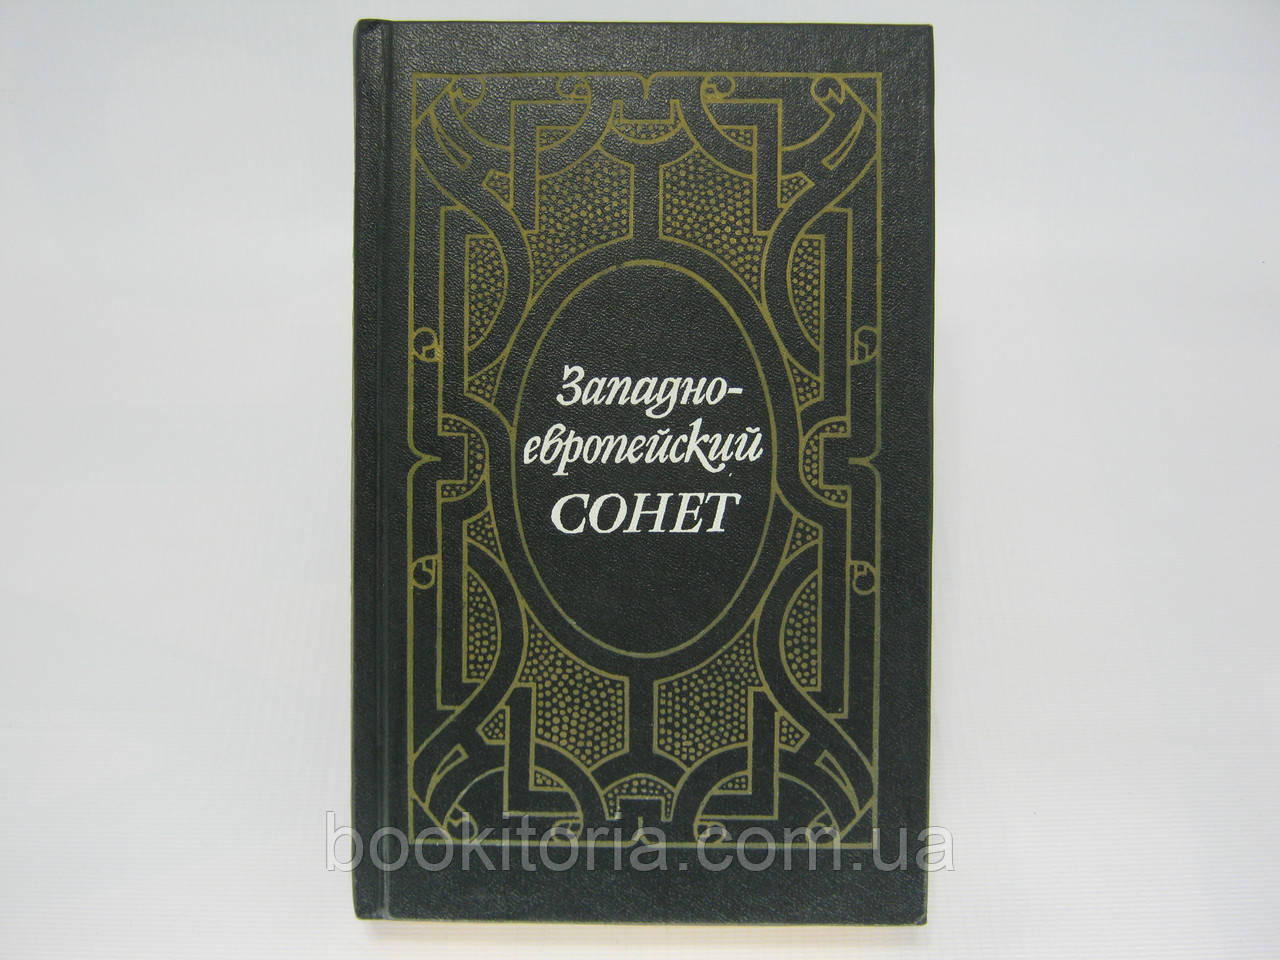 Западно-
европейский
СОНЕТ
bookitoria.com.ua